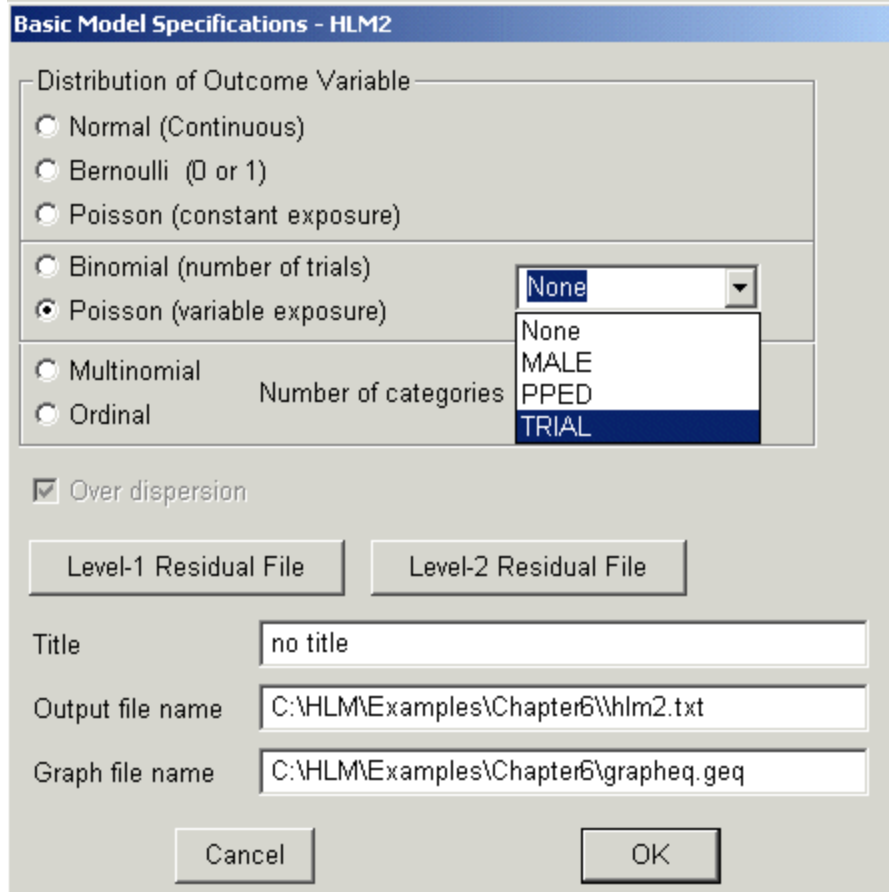 Basic Model Specifications - HLM2
Distribution of Outcome Variable
Normal (Continuous)
Bernoulli (0 or 1)
Poisson (constant exposure)
Binomial (number of trials)
None
Poisson (variable exposure)
None
MALE
PPED
TRIAL
Multinomial
Number of categories
Ordinal
Over dispersion
Level-1 Residual File
Level-2 Residual File
Title
no title
Output file name
C:\HLM\Examples\Chapter6\\hlm2.txt
Graph file name
C:\HLM\Examples\Chapter6\grapheq.geq
Cancel
OK